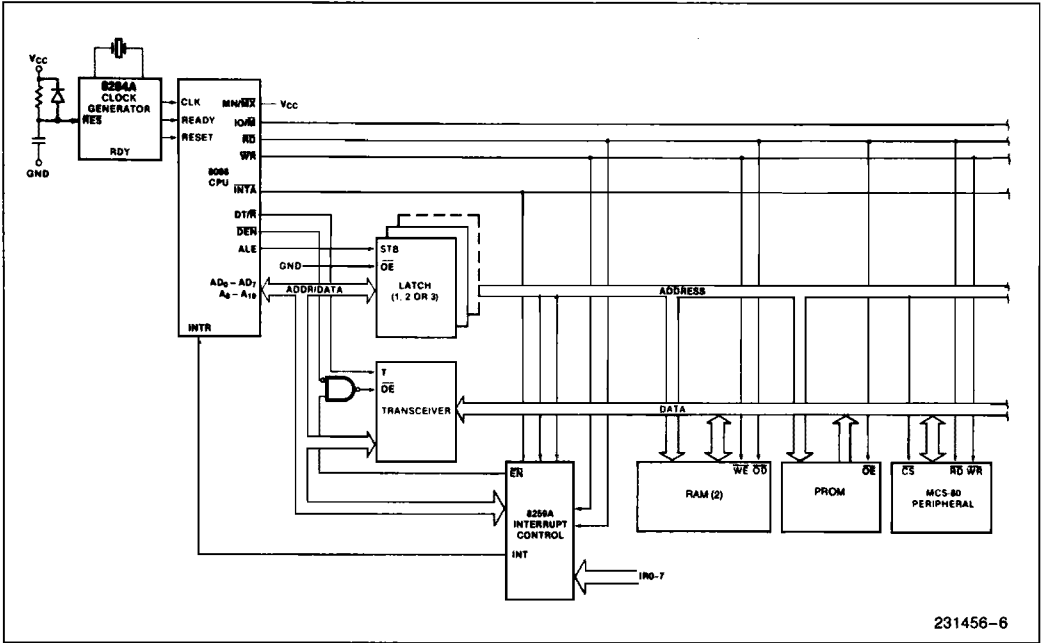 VCC
8284A
CLOCK
GENERATOR
RES
RDY
GND
CLK
READY
RESET
8088
CPU
MN/MX
VCC
IO/M
RD
WR
INTA
DT/R
DEN
ALE
AD0 – AD7
A8 – A19
INTR
GND
ADDR/DATA
STB
OE
LATCH
(1, 2 OR 3)
ADDRESS
T
OE
TRANSCEIVER
DATA
EN
8259A
INTERRUPT
CONTROL
INT
IR0-7
WE OD
RAM (2)
OE
PROM
CS RD WR
MCS-80
PERIPHERAL
231456–6